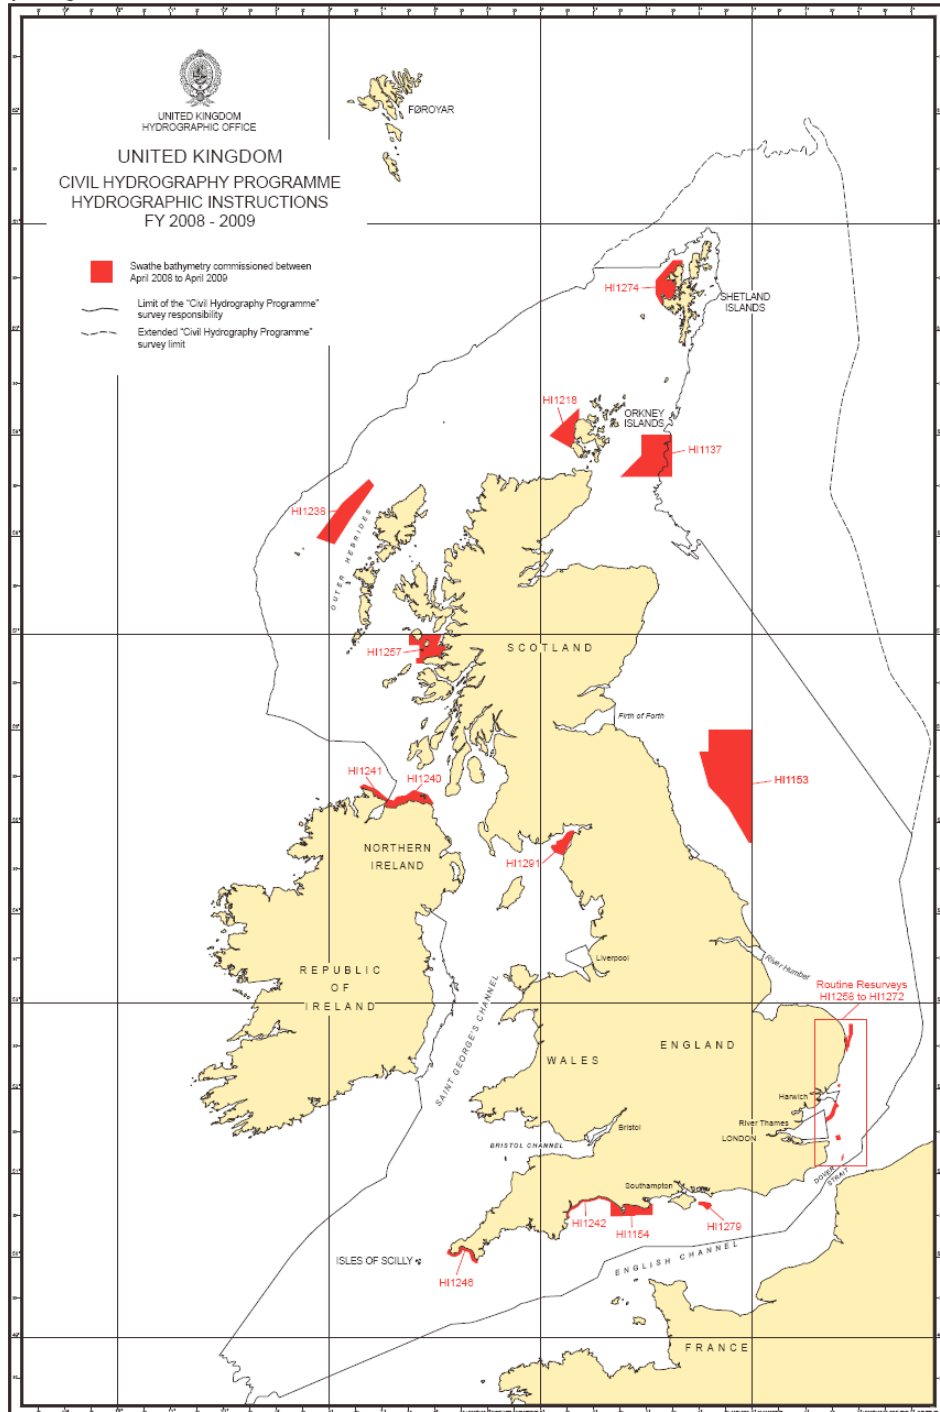 UNITED KINGDOM
HYDROGRAPHIC OFFICE
UNITED KINGDOM
CIVIL HYDROGRAPHY PROGRAMME
HYDROGRAPHIC INSTRUCTIONS
FY 2008 - 2009
Swathe bathymetry commissioned between
April 2008 to April 2009
Limit of the "Civil Hydrography Programme"
survey responsibility
Extended "Civil Hydrography Programme"
survey limit
FØROYAR
HI1274
SHETLAND
ISLANDS
HI1218
ORKNEY
ISLANDS
HI1137
HI1238
OUTER HEBRIDES
HI1257
SCOTLAND
Firth of Forth
HI1153
HI1241
HI1240
NORTHERN
IRELAND
HI1291
Liverpool
River Humber
REPUBLIC
OF
IRELAND
SAINT GEORGE'S CHANNEL
Routine Resurveys
HI1258 to HI1272
ENGLAND
WALES
Harwich
River Thames
LONDON
Bristol
BRISTOL CHANNEL
DOVER
STRAIT
Southampton
HI1242
HI1154
HI1279
ISLES OF SCILLY
HI1246
ENGLISH CHANNEL
FRANCE